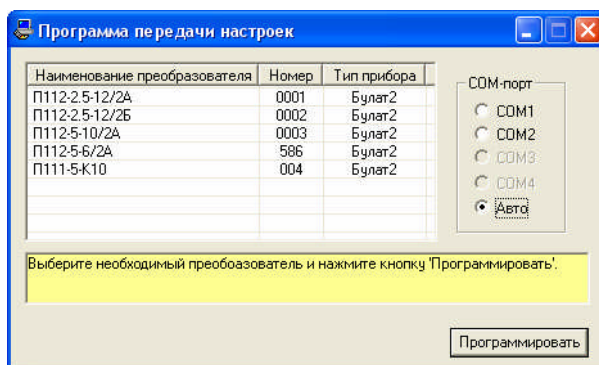 Программа передачи настроек
Наименование преобразователя Номер Тип прибора
П112-2.5-12/2А 0001 Булат2
П112-2.5-12/2Б 0002 Булат2
П112-5-10/2А 0003 Булат2
П112-5-6/2А 586 Булат2
П111-5-К10 004 Булат2
COM-порт
COM1
COM2
COM3
COM4
Авто
Выберите необходимый преобоазователь и нажмите кнопку 'Программировать'.
Программировать